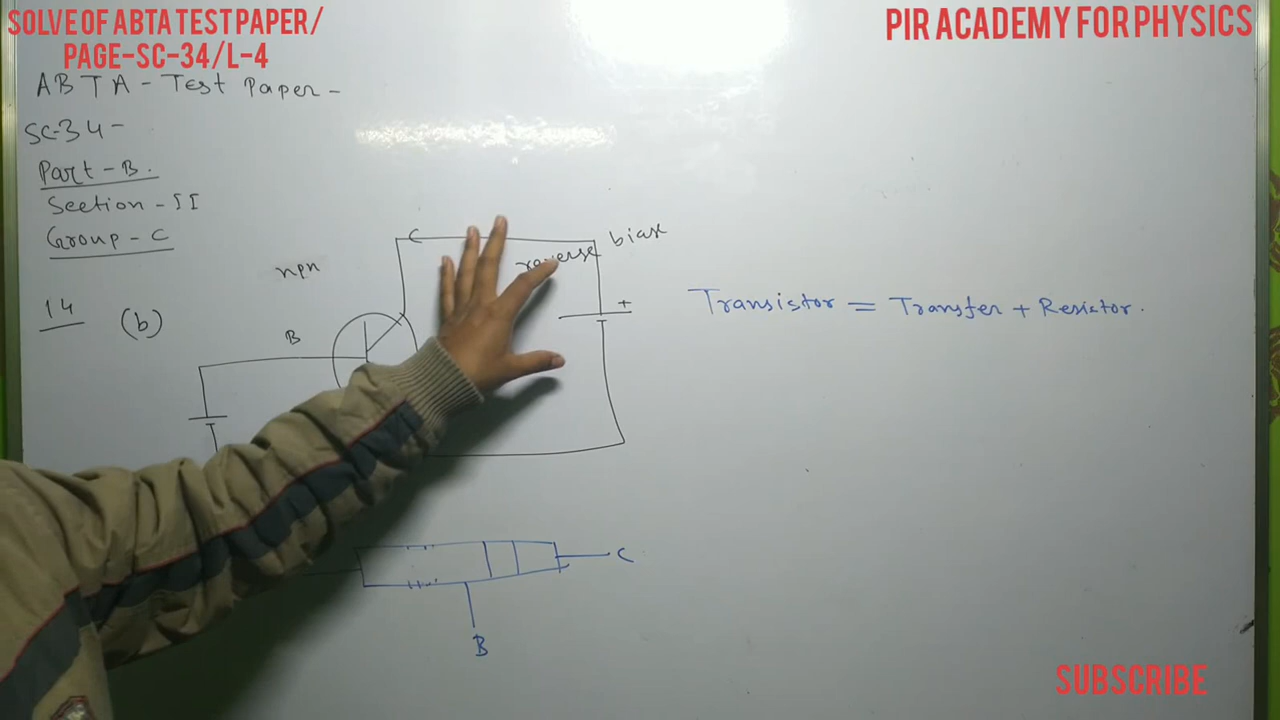 SOLVE OF ABTA TEST PAPER/
PAGE-SC-34/L-4
PIR ACADEMY FOR PHYSICS
ABTA - Test Paper -
SC-34 -
Part - B.
Section - II
Group - C
14 (b)
npn
B
C
reverse bias
+
Transistor = Transfer + Resistor.
C
B
SUBSCRIBE